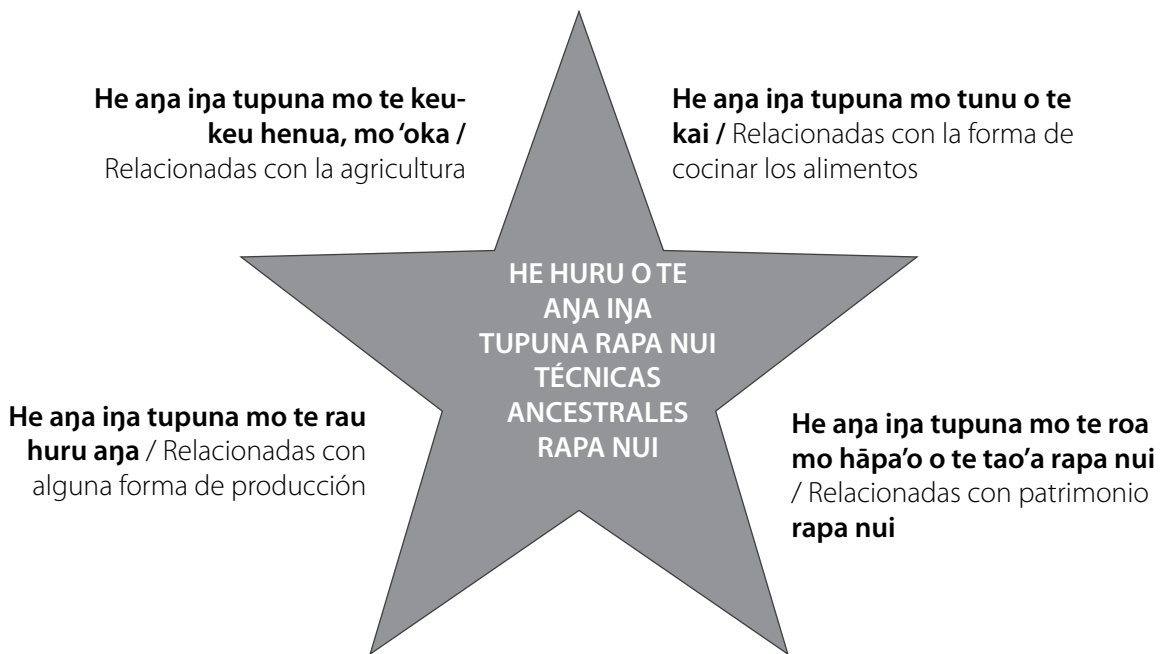 He aŋa iŋa tupuna mo te keu-
keu henua, mo ‘oka /
Relacionadas con la agricultura
He aŋa iŋa tupuna mo tunu o te
kai / Relacionadas con la forma de
cocinar los alimentos
HE HURU O TE
AŊA IŊA
TUPUNA RAPA NUI
TÉCNICAS
ANCESTRALES
RAPA NUI
He aŋa iŋa tupuna mo te rau
huru aŋa / Relacionadas con
alguna forma de producción
He aŋa iŋa tupuna mo te roa
mo hāpa’o o te tao’a rapa nui
/ Relacionadas con patrimonio
rapa nui